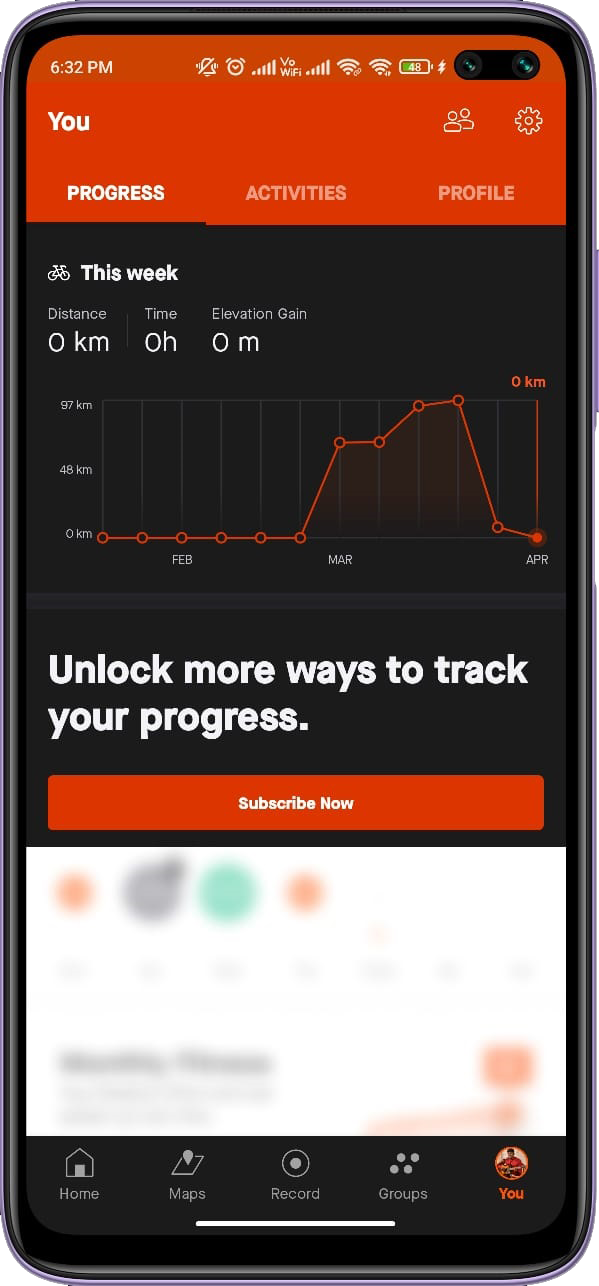 6:32 PM
Vo
WiFi
48
You
PROGRESS
ACTIVITIES
PROFILE
This week
Distance
Time
Elevation Gain
0 km
0h
0 m
0 km
97 km
48 km
0 km
FEB
MAR
APR
Unlock more ways to track
your progress.
Subscribe Now
Home
Maps
Record
Groups
You